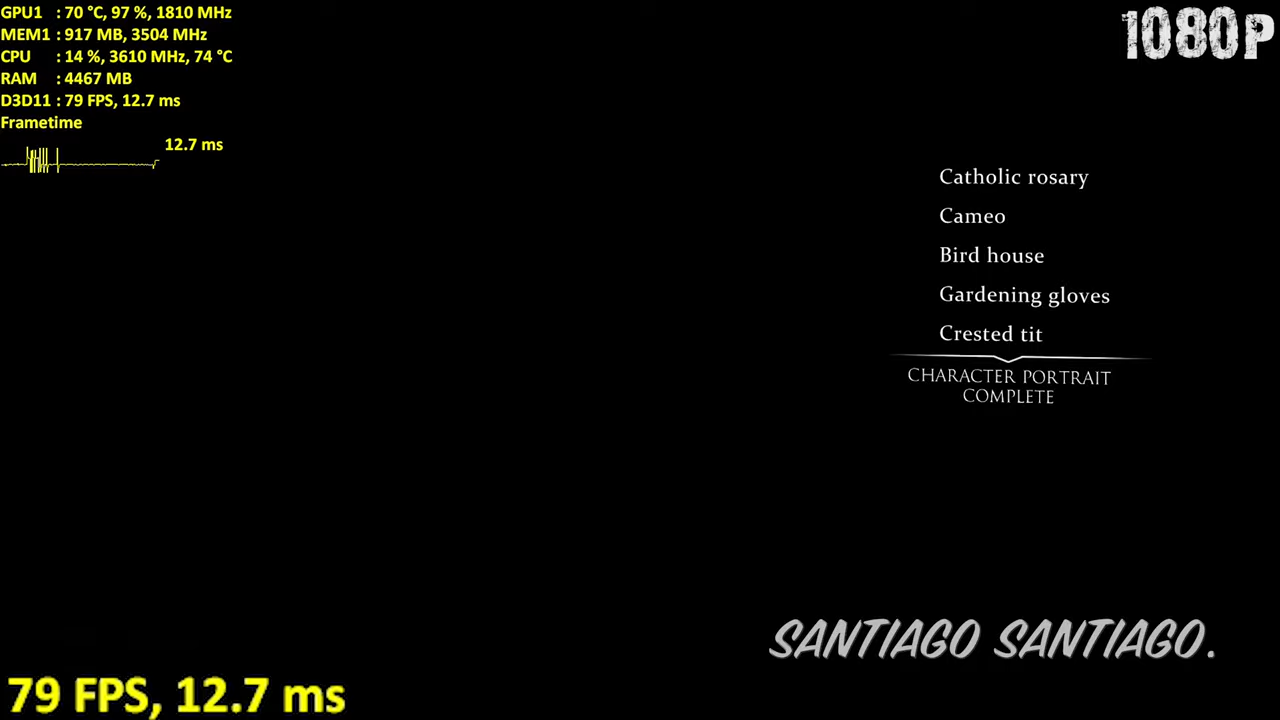 GPU1 : 70 °C, 97 %, 1810 MHz
MEM1 : 917 MB, 3504 MHz
CPU : 14 %, 3610 MHz, 74 °C
RAM : 4467 MB
D3D11 : 79 FPS, 12.7 ms
Frametime
12.7 ms
1080P
Catholic rosary
Cameo
Bird house
Gardening gloves
Crested tit
CHARACTER PORTRAIT
COMPLETE
SANTIAGO SANTIAGO.
79 FPS, 12.7 ms